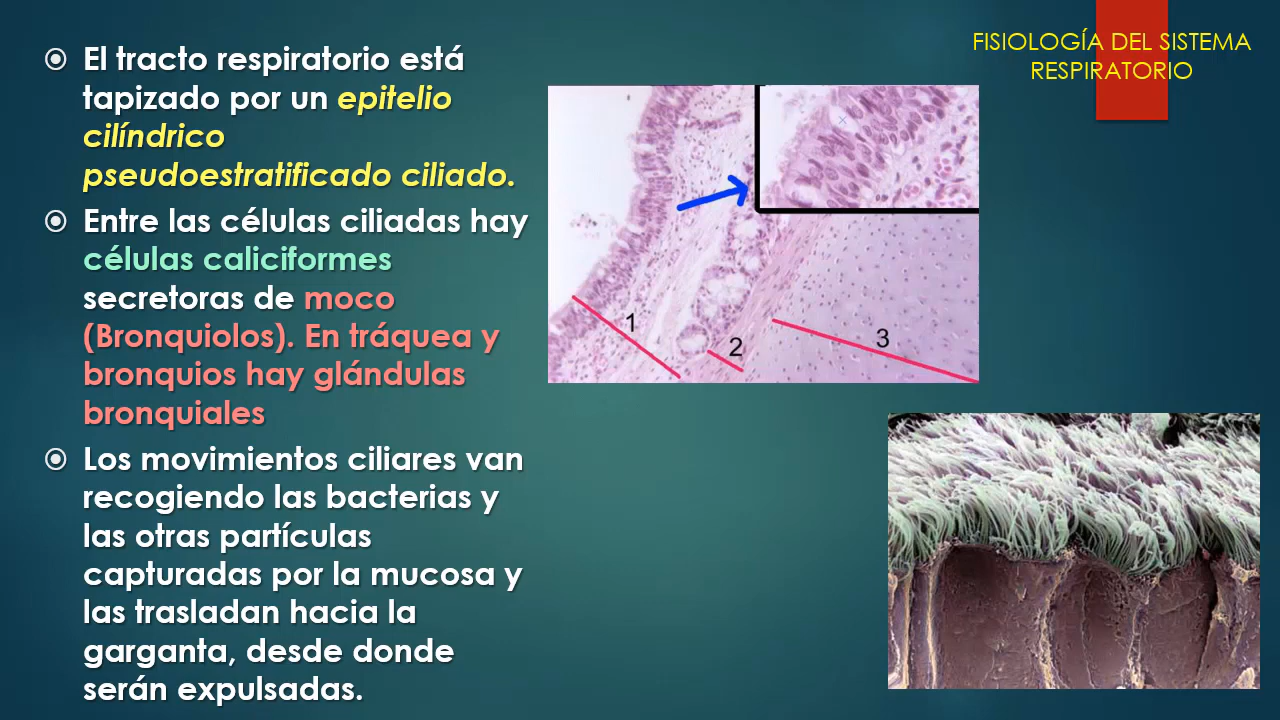 FISIOLOGÍA DEL SISTEMA
RESPIRATORIO
El tracto respiratorio está
tapizado por un epitelio
cilíndrico
pseudoestratificado ciliado.
Entre las células ciliadas hay
células caliciformes
secretoras de moco
(Bronquiolos). En tráquea y
bronquios hay glándulas
bronquiales
Los movimientos ciliares van
recogiendo las bacterias y
las otras partículas
capturadas por la mucosa y
las trasladan hacia la
garganta, desde donde
serán expulsadas.
1
2
3